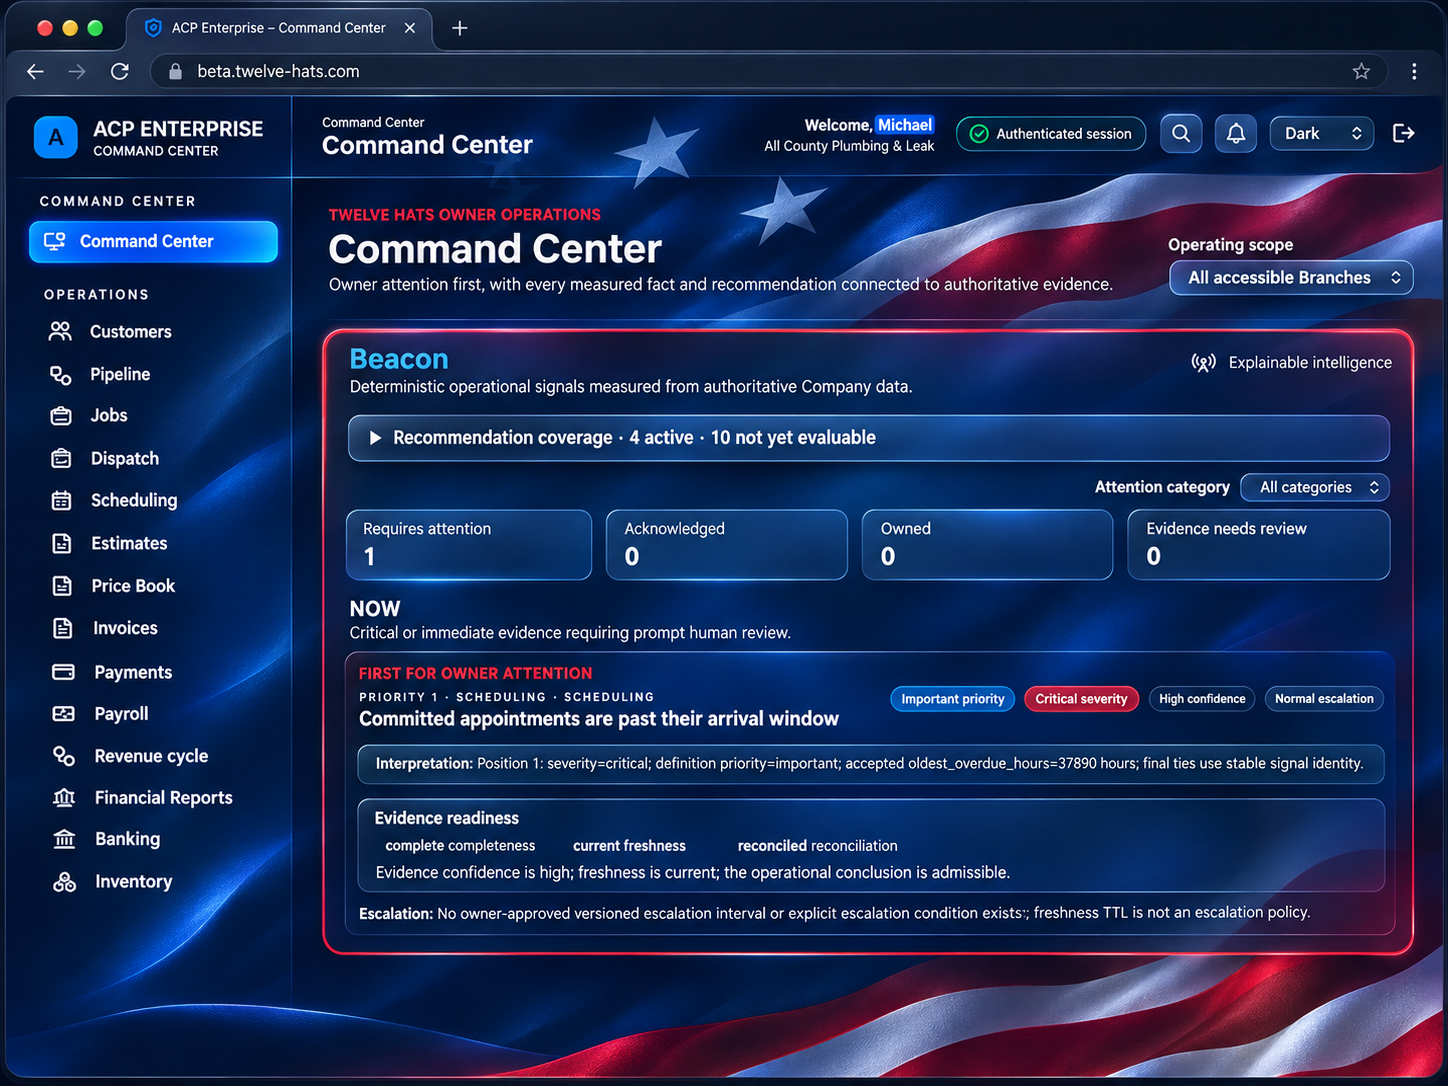 ACP Enterprise – Command Center
beta.twelve-hats.com
A
ACP ENTERPRISE
COMMAND CENTER
Command Center
Command Center
Welcome, Michael
All County Plumbing & Leak
Authenticated session
Dark
COMMAND CENTER
Command Center
OPERATIONS
Customers
Pipeline
Jobs
Dispatch
Scheduling
Estimates
Price Book
Invoices
Payments
Payroll
Revenue cycle
Financial Reports
Banking
Inventory
TWELVE HATS OWNER OPERATIONS
Command Center
Owner attention first, with every measured fact and recommendation connected to authoritative evidence.
Operating scope
All accessible Branches
Beacon
Explainable intelligence
Deterministic operational signals measured from authoritative Company data.
Recommendation coverage · 4 active · 10 not yet evaluable
Attention category
All categories
Requires attention
1
Acknowledged
0
Owned
0
Evidence needs review
0
NOW
Critical or immediate evidence requiring prompt human review.
FIRST FOR OWNER ATTENTION
PRIORITY 1 · SCHEDULING · SCHEDULING
Committed appointments are past their arrival window
Important priority
Critical severity
High confidence
Normal escalation
Interpretation: Position 1: severity=critical; definition priority=important; accepted oldest_overdue_hours=37890 hours; final ties use stable signal identity.
Evidence readiness
complete completeness
current freshness
reconciled reconciliation
Evidence confidence is high; freshness is current; the operational conclusion is admissible.
Escalation: No owner-approved versioned escalation interval or explicit escalation condition exists:; freshness TTL is not an escalation policy.